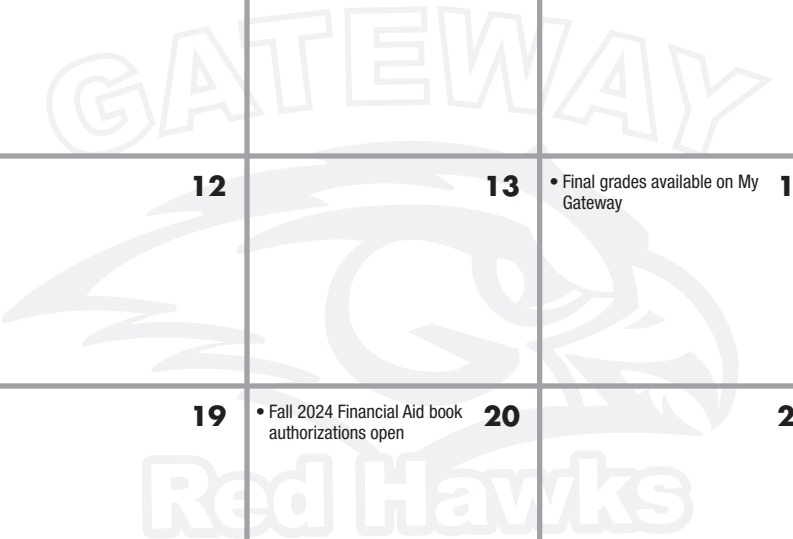 GATEWAY
12
13
• Final grades available on My
Gateway
19
• Fall 2024 Financial Aid book
authorizations open
20
Red Hawks